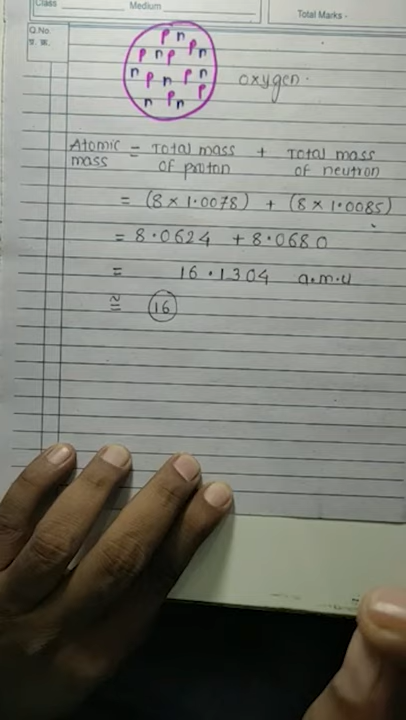 Class Medium
Total Marks -
Q.No.
प्र. क्र.
p n
p n p p n
n p n p n
p
n p n
oxygen.
Atomic mass = Total mass of proton + Total mass of neutron
= (8 × 1.0078) + (8 × 1.0085)
= 8.0624 + 8.0680
= 16.1304 a.m.u
≅ 16